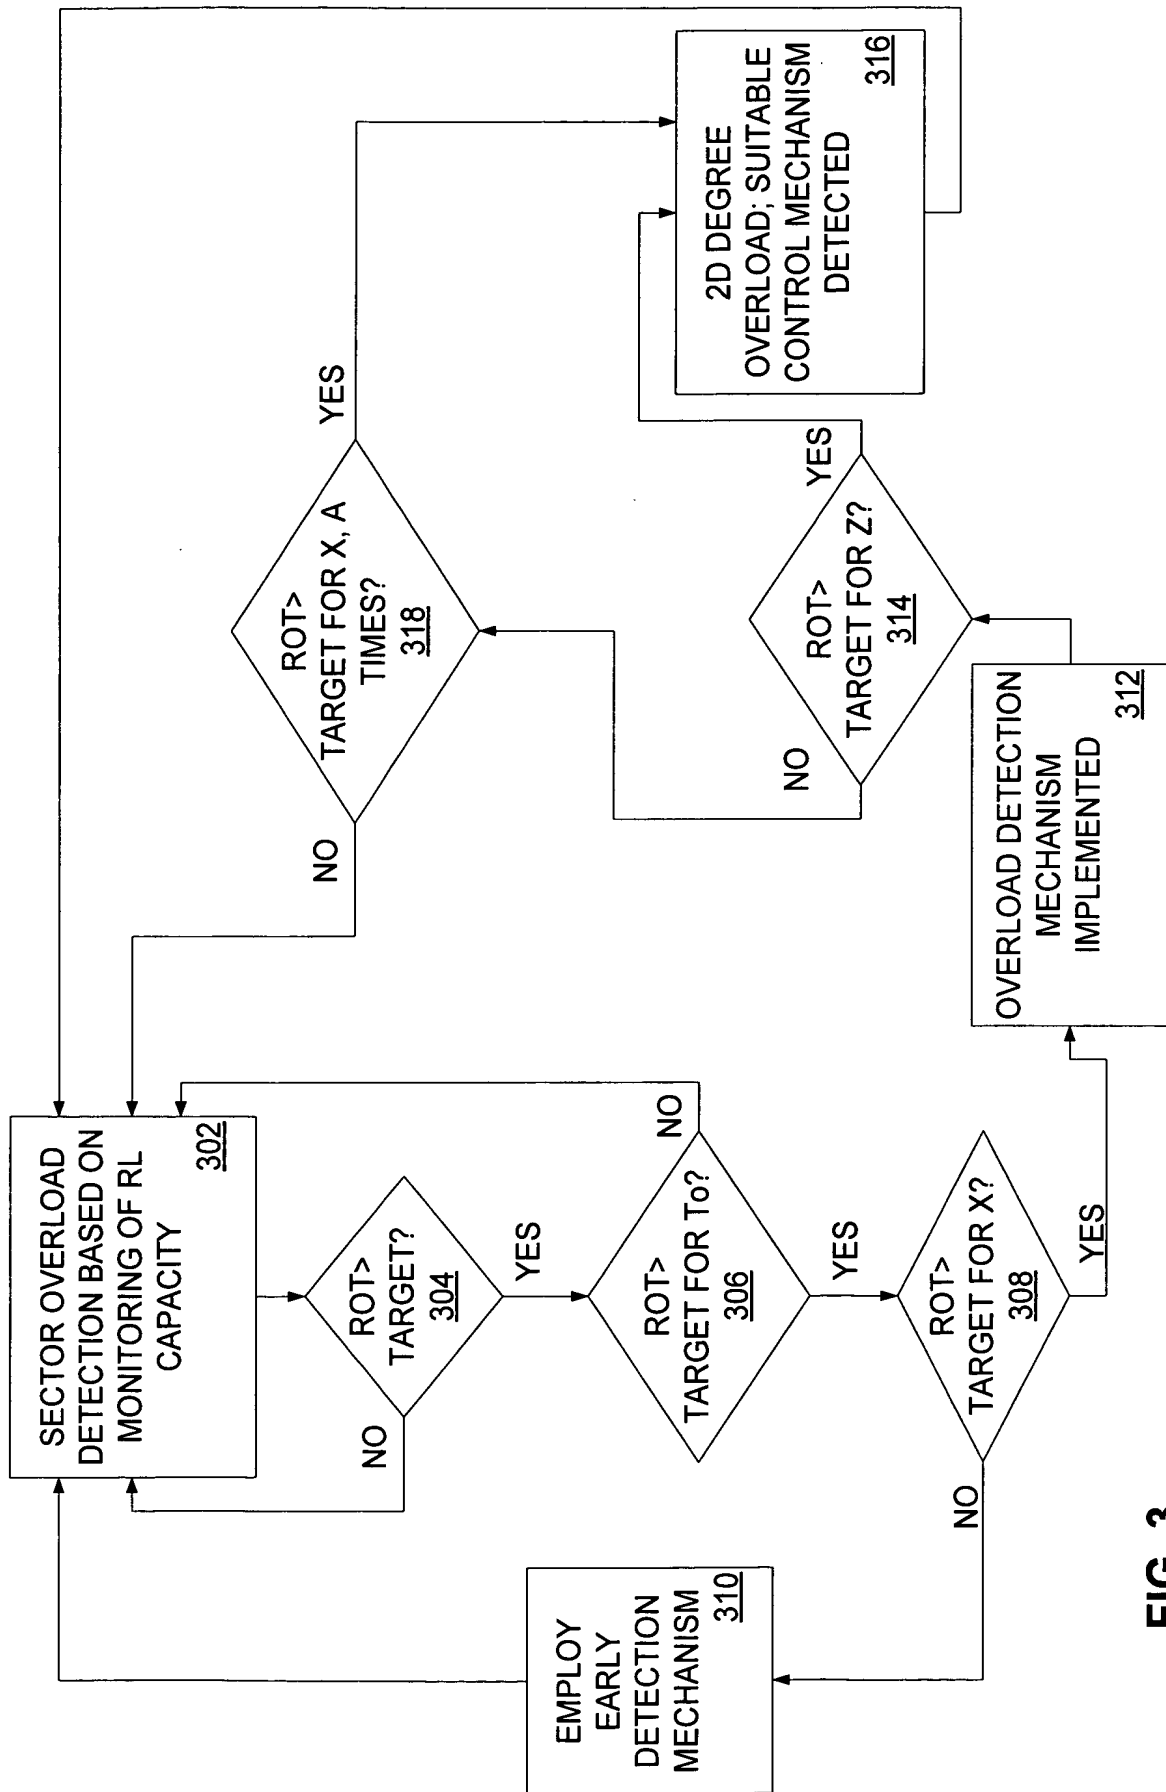 SECTOR OVERLOAD
DETECTION BASED ON
MONITORING OF RL
CAPACITY
302
ROT>
TARGET?
304
NO
YES
ROT>
TARGET FOR To?
306
NO
YES
ROT>
TARGET FOR X?
308
NO
YES
EMPLOY
EARLY
DETECTION
MECHANISM
310
OVERLOAD DETECTION
MECHANISM
IMPLEMENTED
312
ROT>
TARGET FOR Z?
314
NO
YES
ROT>
TARGET FOR X, A
TIMES?
318
NO
YES
2D DEGREE
OVERLOAD; SUITABLE
CONTROL MECHANISM
DETECTED
316
FIG. 3